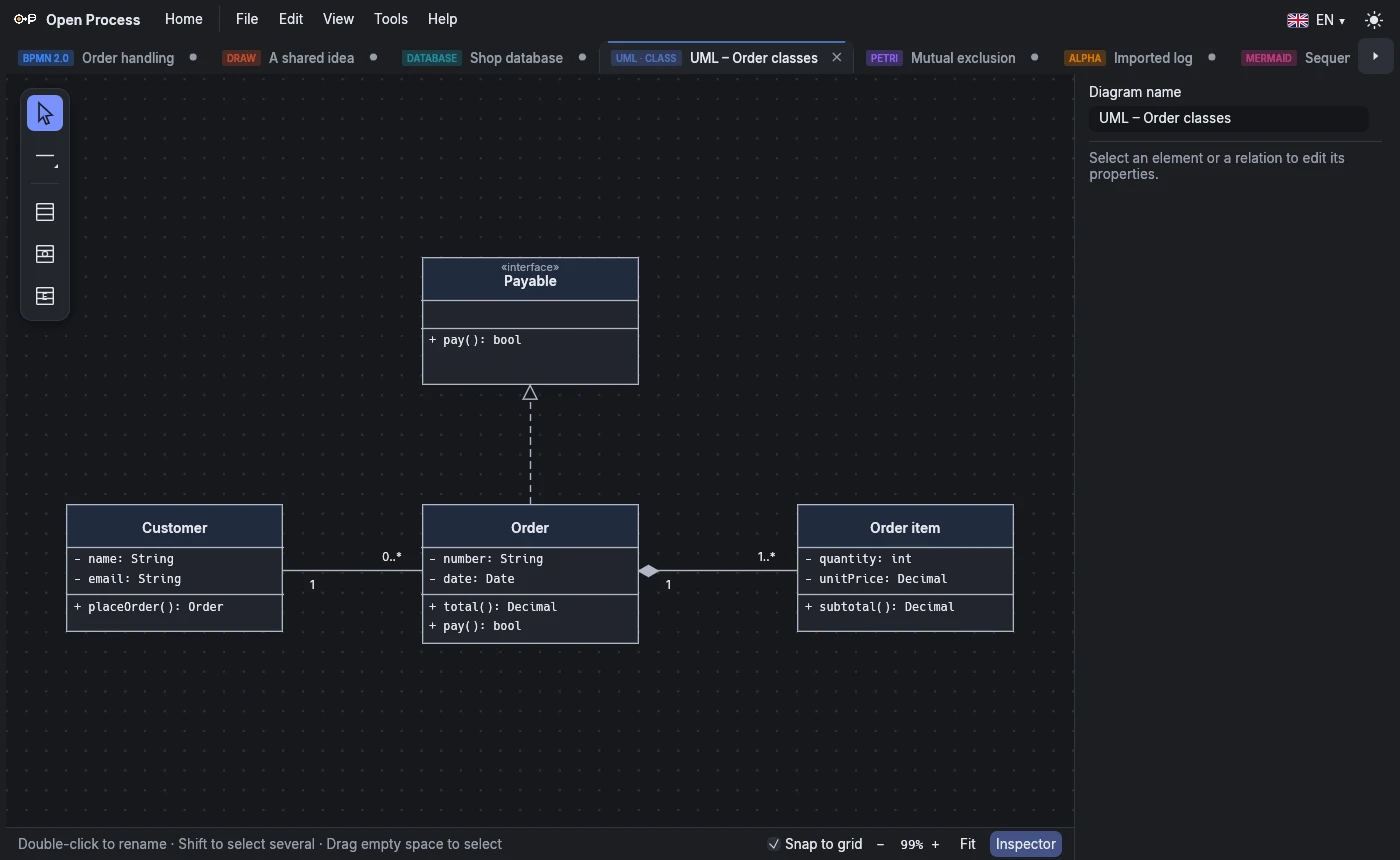 Open Process Home File Edit View Tools Help EN
BPMN 2.0 Order handling DRAW A shared idea DATABASE Shop database UML · CLASS UML – Order classes PETRI Mutual exclusion ALPHA Imported log MERMAID Sequer
Diagram name
UML – Order classes
Select an element or a relation to edit its
properties.
«interface»
Payable
+ pay(): bool
Customer
- name: String
- email: String
+ placeOrder(): Order
0..*
1
Order
- number: String
- date: Date
+ total(): Decimal
+ pay(): bool
1..*
1
Order item
- quantity: int
- unitPrice: Decimal
+ subtotal(): Decimal
E
Double-click to rename · Shift to select several · Drag empty space to select
Snap to grid − 99% + Fit Inspector